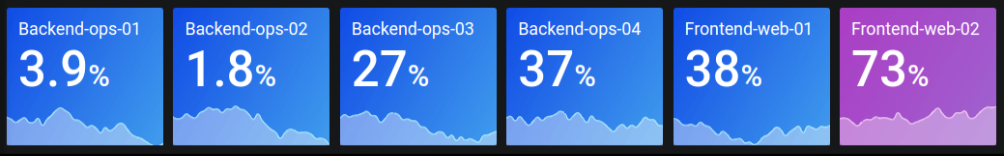 Backend-ops-01
3.9%
Backend-ops-02
1.8%
Backend-ops-03
27%
Backend-ops-04
37%
Frontend-web-01
38%
Frontend-web-02
73%